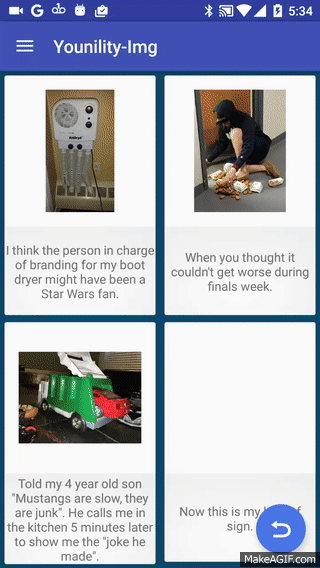 5:34
Younility-Img
I think the person in charge
of branding for my boot
dryer might have been a
Star Wars fan.
When you thought it
couldn't get worse during
finals week.
Told my 4 year old son
"Mustangs are slow, they
are junk". He calls me in
the kitchen 5 minutes later
to show me the "joke he
made".
Now this is my of
sign.
MakeAGIF.com